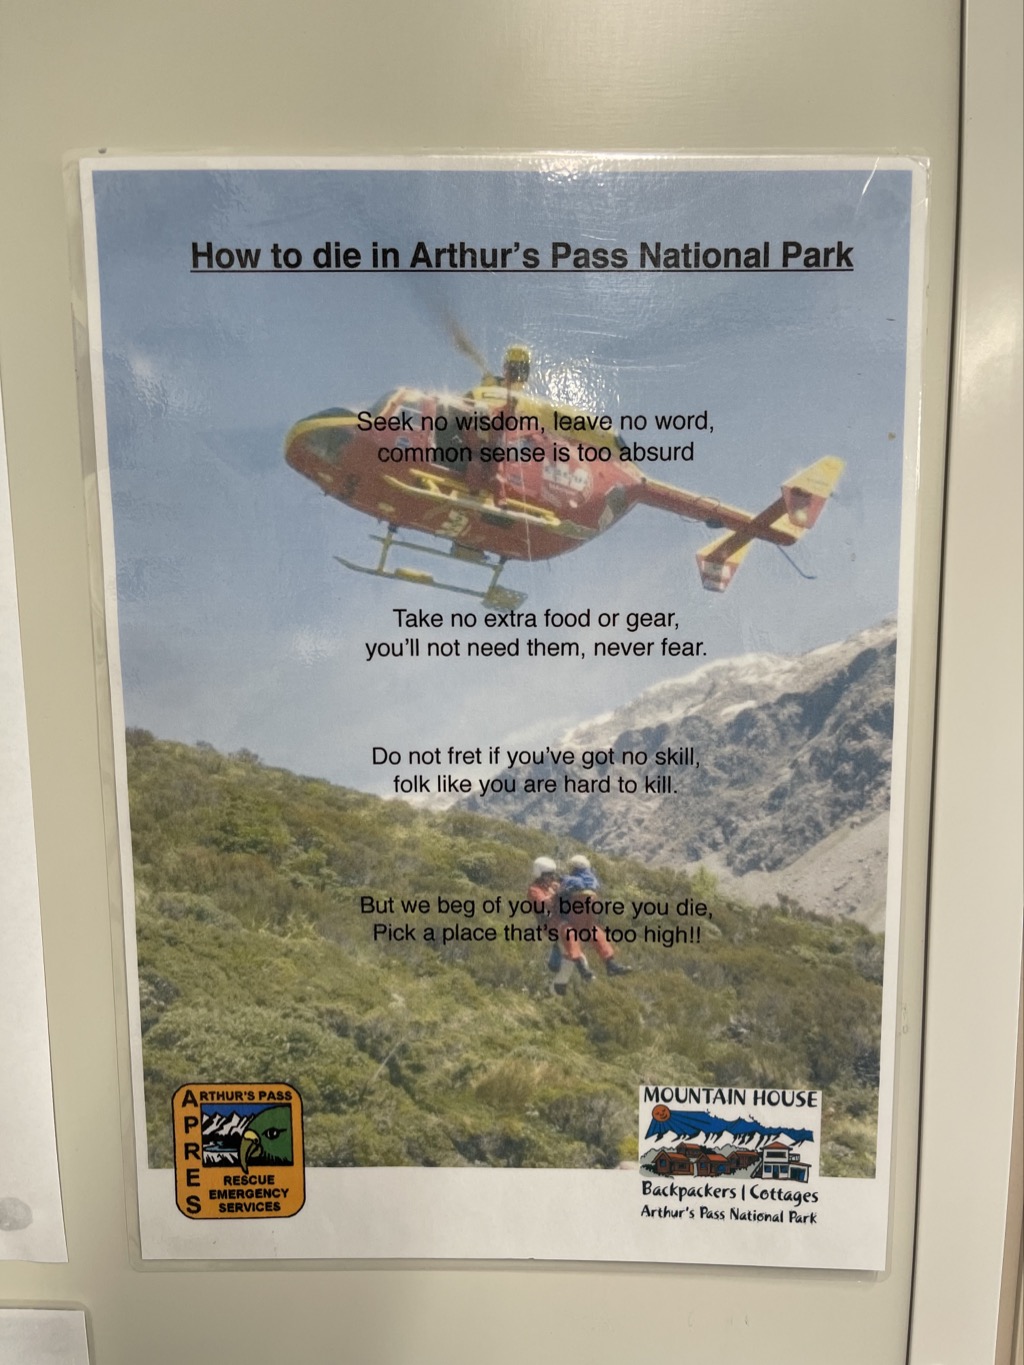 How to die in Arthur's Pass National Park
Seek no wisdom, leave no word,
common sense is too absurd
Take no extra food or gear,
you'll not need them, never fear.
Do not fret if you've got no skill,
folk like you are hard to kill.
But we beg of you, before you die,
Pick a place that's not too high!!
ARTHUR'S PASS
APRES
RESCUE
EMERGENCY
SERVICES
MOUNTAIN HOUSE
Backpackers | Cottages
Arthur's Pass National Park